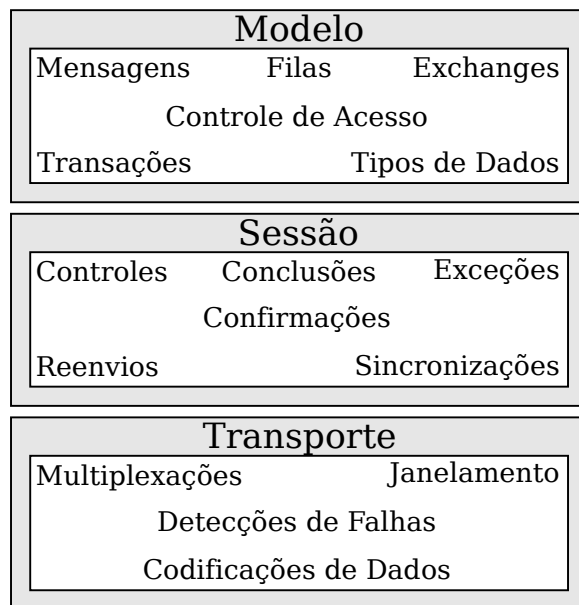 Modelo
Mensagens Filas Exchanges
Controle de Acesso
Transações Tipos de Dados
Sessão
Controles Conclusões Exceções
Confirmações
Reenvios Sincronizações
Transporte
Multiplexações Janelamento
Detecções de Falhas
Codificações de Dados